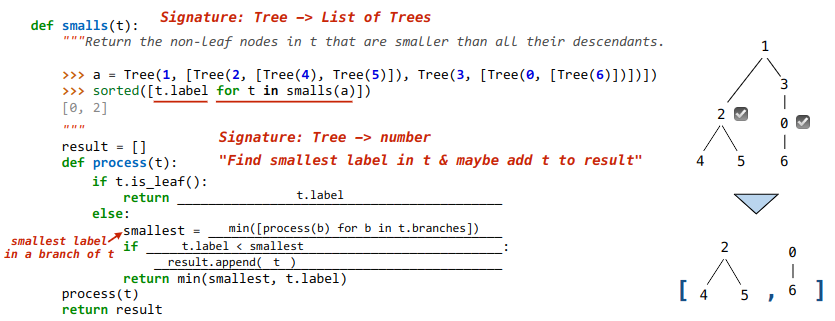 Signature: Tree −> List of Trees
def smalls(t):
"""Return the non-leaf nodes in t that are smaller than all their descendants.
>>> a = Tree(1, [Tree(2, [Tree(4), Tree(5)]), Tree(3, [Tree(0, [Tree(6)])])])
>>> sorted([t.label for t in smalls(a)])
[0, 2]
"""
result = []
Signature: Tree −> number
def process(t):
"Find smallest label in t & maybe add t to result"
if t.is_leaf():
return t.label
else:
smallest = min([process(b) for b in t.branches])
smallest label
in a branch of t
if t.label < smallest :
result.append( t )
return min(smallest, t.label)
process(t)
return result
1
3
2
0
4 5 6
2 0
[ 4 5 , 6 ]